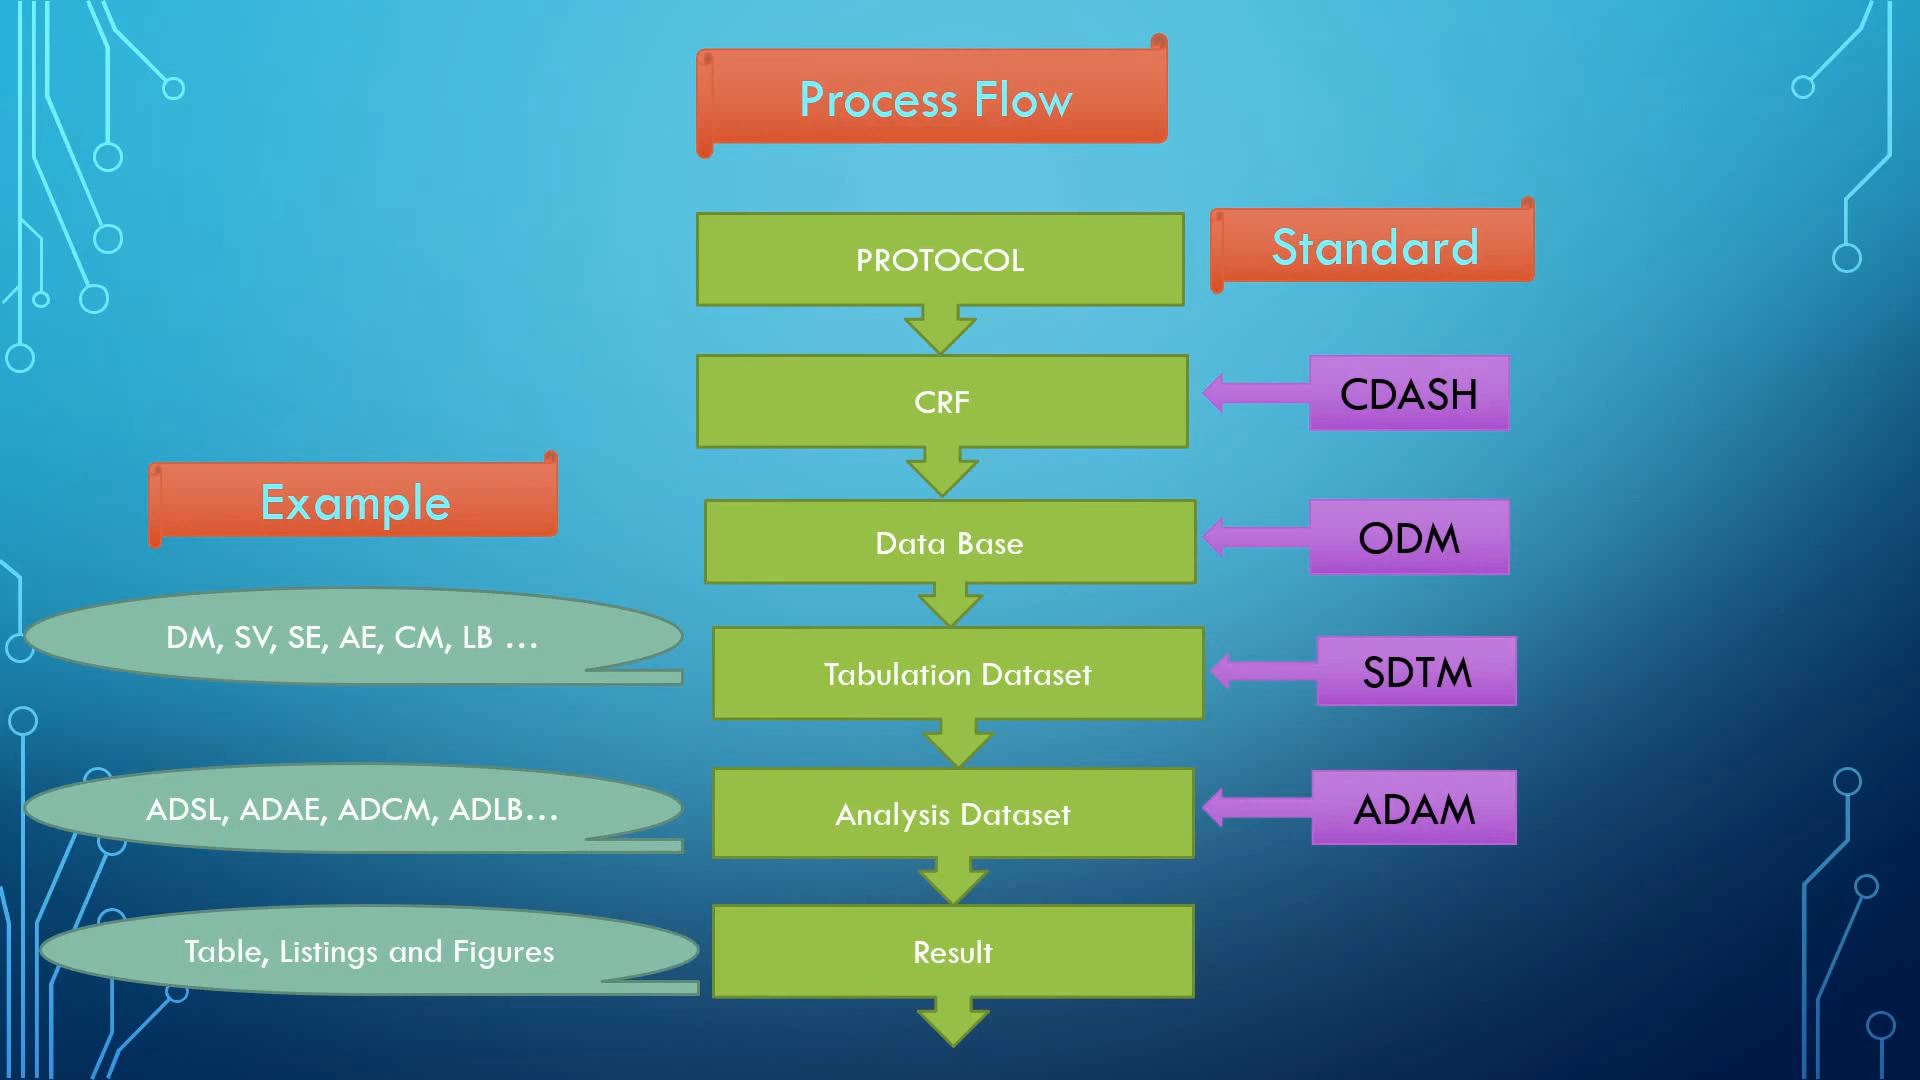 Process Flow
PROTOCOL
Standard
CRF
CDASH
Example
Data Base
ODM
DM, SV, SE, AE, CM, LB ...
Tabulation Dataset
SDTM
ADSL, ADAE, ADCM, ADLB...
Analysis Dataset
ADAM
Table, Listings and Figures
Result